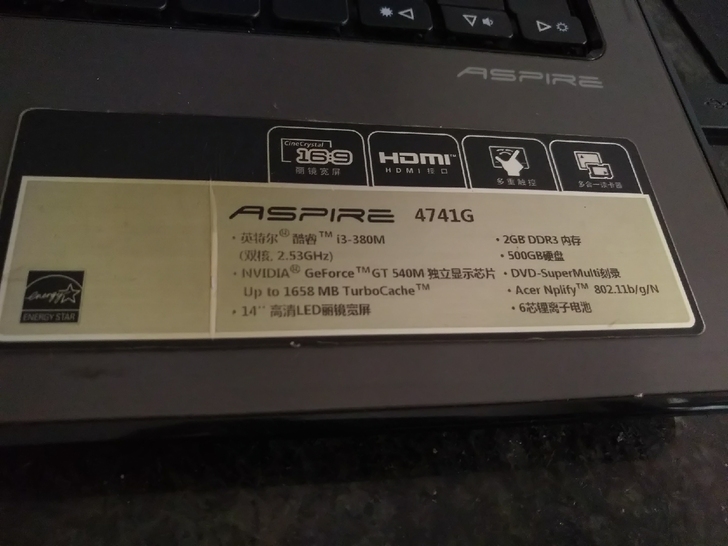 ASPIRE
CineCrystal
16:9
丽镜宽屏
HDMI™
HDMI 接口
多重触控
多合一读卡器
ASPIRE 4741G
· 英特尔® 酷睿™ i3-380M
(双核, 2.53GHz)
· NVIDIA® GeForce™ GT 540M 独立显示芯片
Up to 1658 MB TurboCache™
· 14'' 高清LED丽镜宽屏
· 2GB DDR3 内存
· 500GB硬盘
· DVD-SuperMulti刻录
· Acer Nplify™ 802.11b/g/N
· 6芯锂离子电池
energy
ENERGY STAR